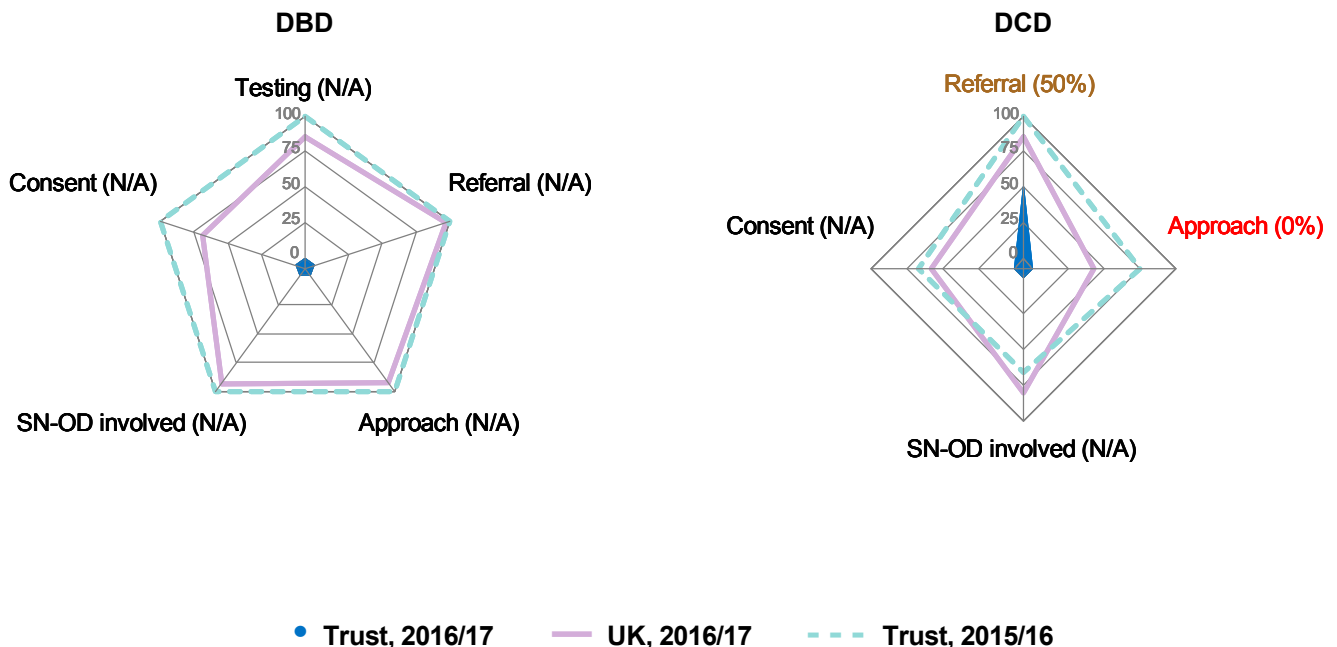 DBD
Testing (N/A)
100
75
50
25
0
Consent (N/A)
Referral (N/A)
SN-OD involved (N/A)
Approach (N/A)
DCD
Referral (50%)
100
75
50
25
0
Consent (N/A)
Approach (0%)
SN-OD involved (N/A)
Trust, 2016/17
UK, 2016/17
Trust, 2015/16